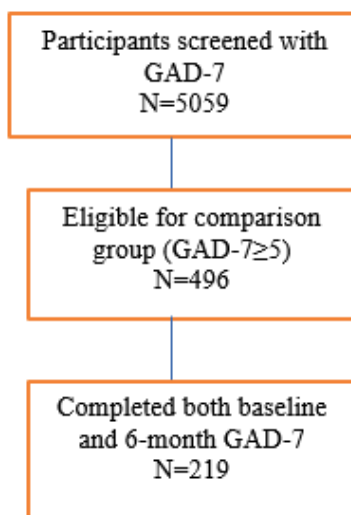 Participants screened with
GAD-7
N=5059
Eligible for comparison
group (GAD-7≥5)
N=496
Completed both baseline
and 6-month GAD-7
N=219